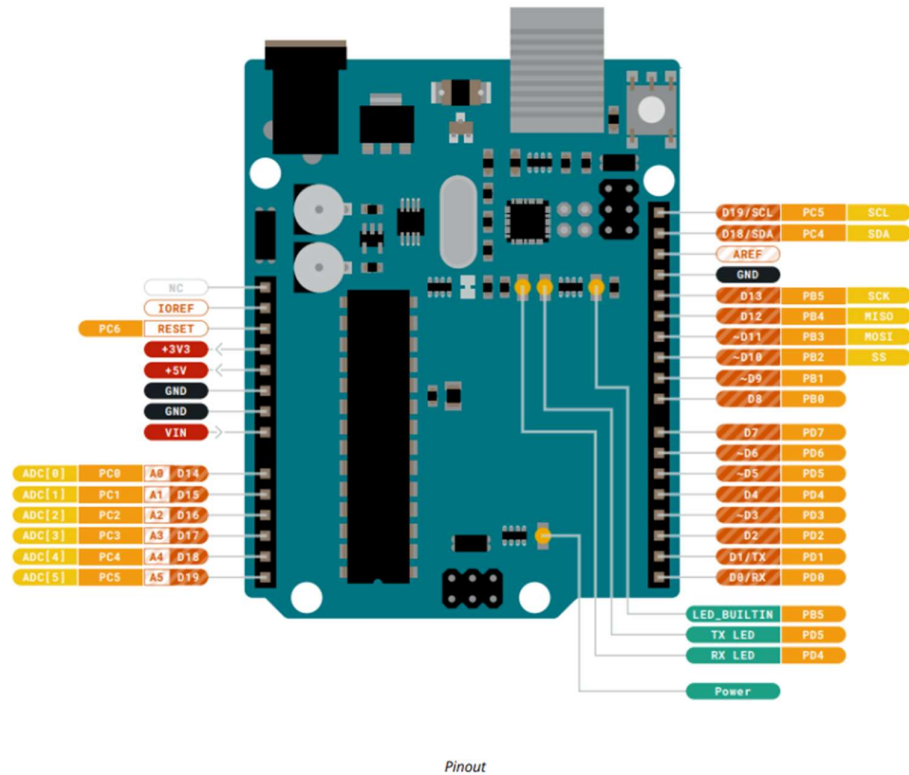 NC
IOREF
PC6 RESET
+3V3
+5V
GND
GND
VIN
ADC[0] PC0 A0 D14
ADC[1] PC1 A1 D15
ADC[2] PC2 A2 D16
ADC[3] PC3 A3 D17
ADC[4] PC4 A4 D18
ADC[5] PC5 A5 D19
D19/SCL PC5 SCL
D18/SDA PC4 SDA
AREF
GND
D13 PB5 SCK
D12 PB4 MISO
~D11 PB3 MOSI
~D10 PB2 SS
~D9 PB1
D8 PB0
D7 PD7
~D6 PD6
~D5 PD5
D4 PD4
~D3 PD3
D2 PD2
D1/TX PD1
D0/RX PD0
LED_BUILTIN PB5
TX LED PD5
RX LED PD4
Power
Pinout